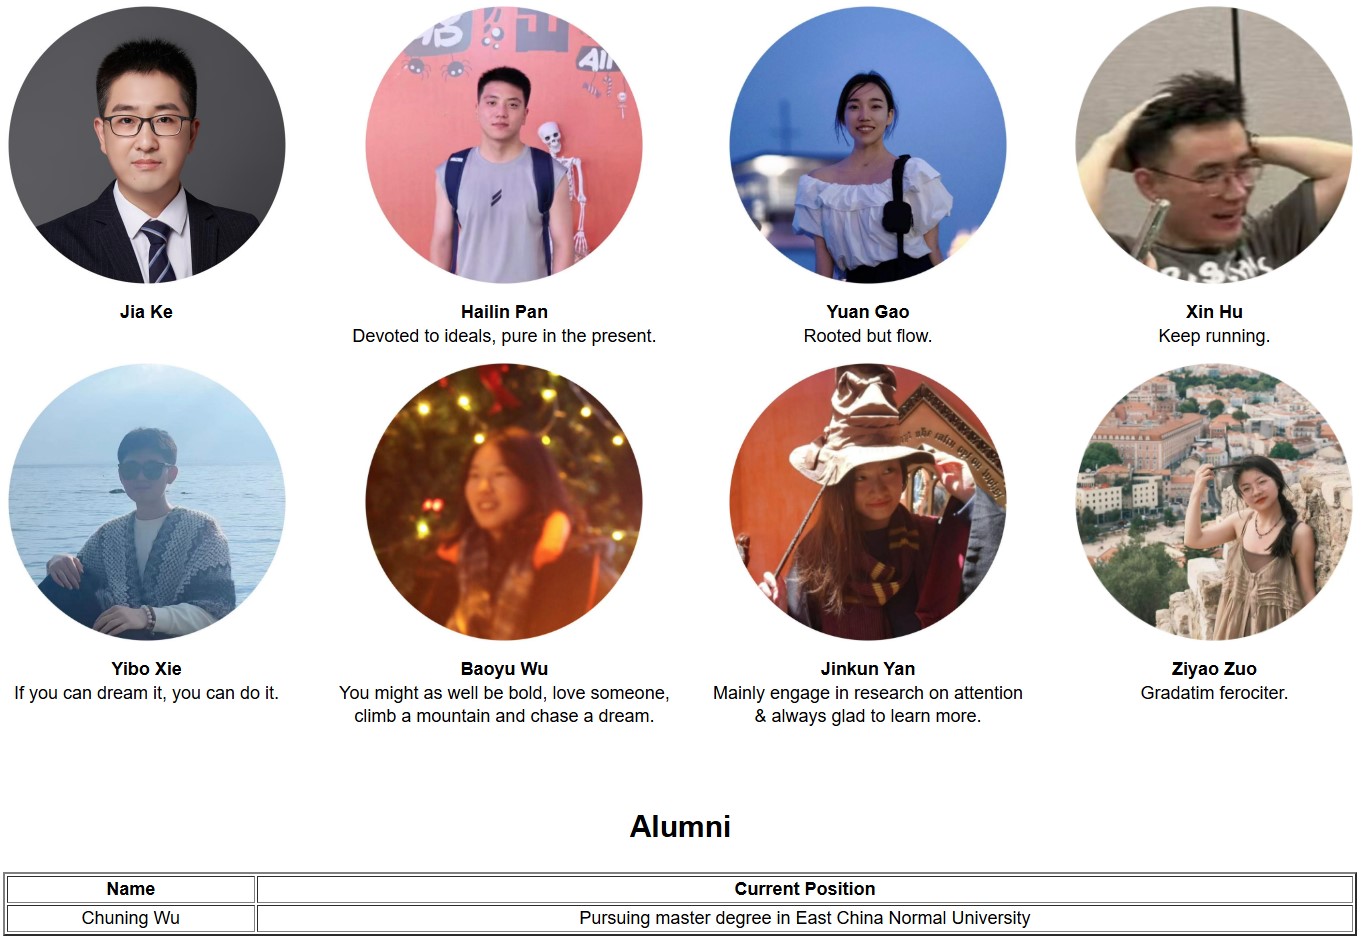 Jia Ke
Hailin Pan
Devoted to ideals, pure in the present.
Yuan Gao
Rooted but flow.
Xin Hu
Keep running.
Yibo Xie
If you can dream it, you can do it.
Baoyu Wu
You might as well be bold, love someone,
climb a mountain and chase a dream.
Jinkun Yan
Mainly engage in research on attention
& always glad to learn more.
Ziyao Zuo
Gradatim ferociter.
Alumni
Name Current Position
Chuning Wu Pursuing master degree in East China Normal University